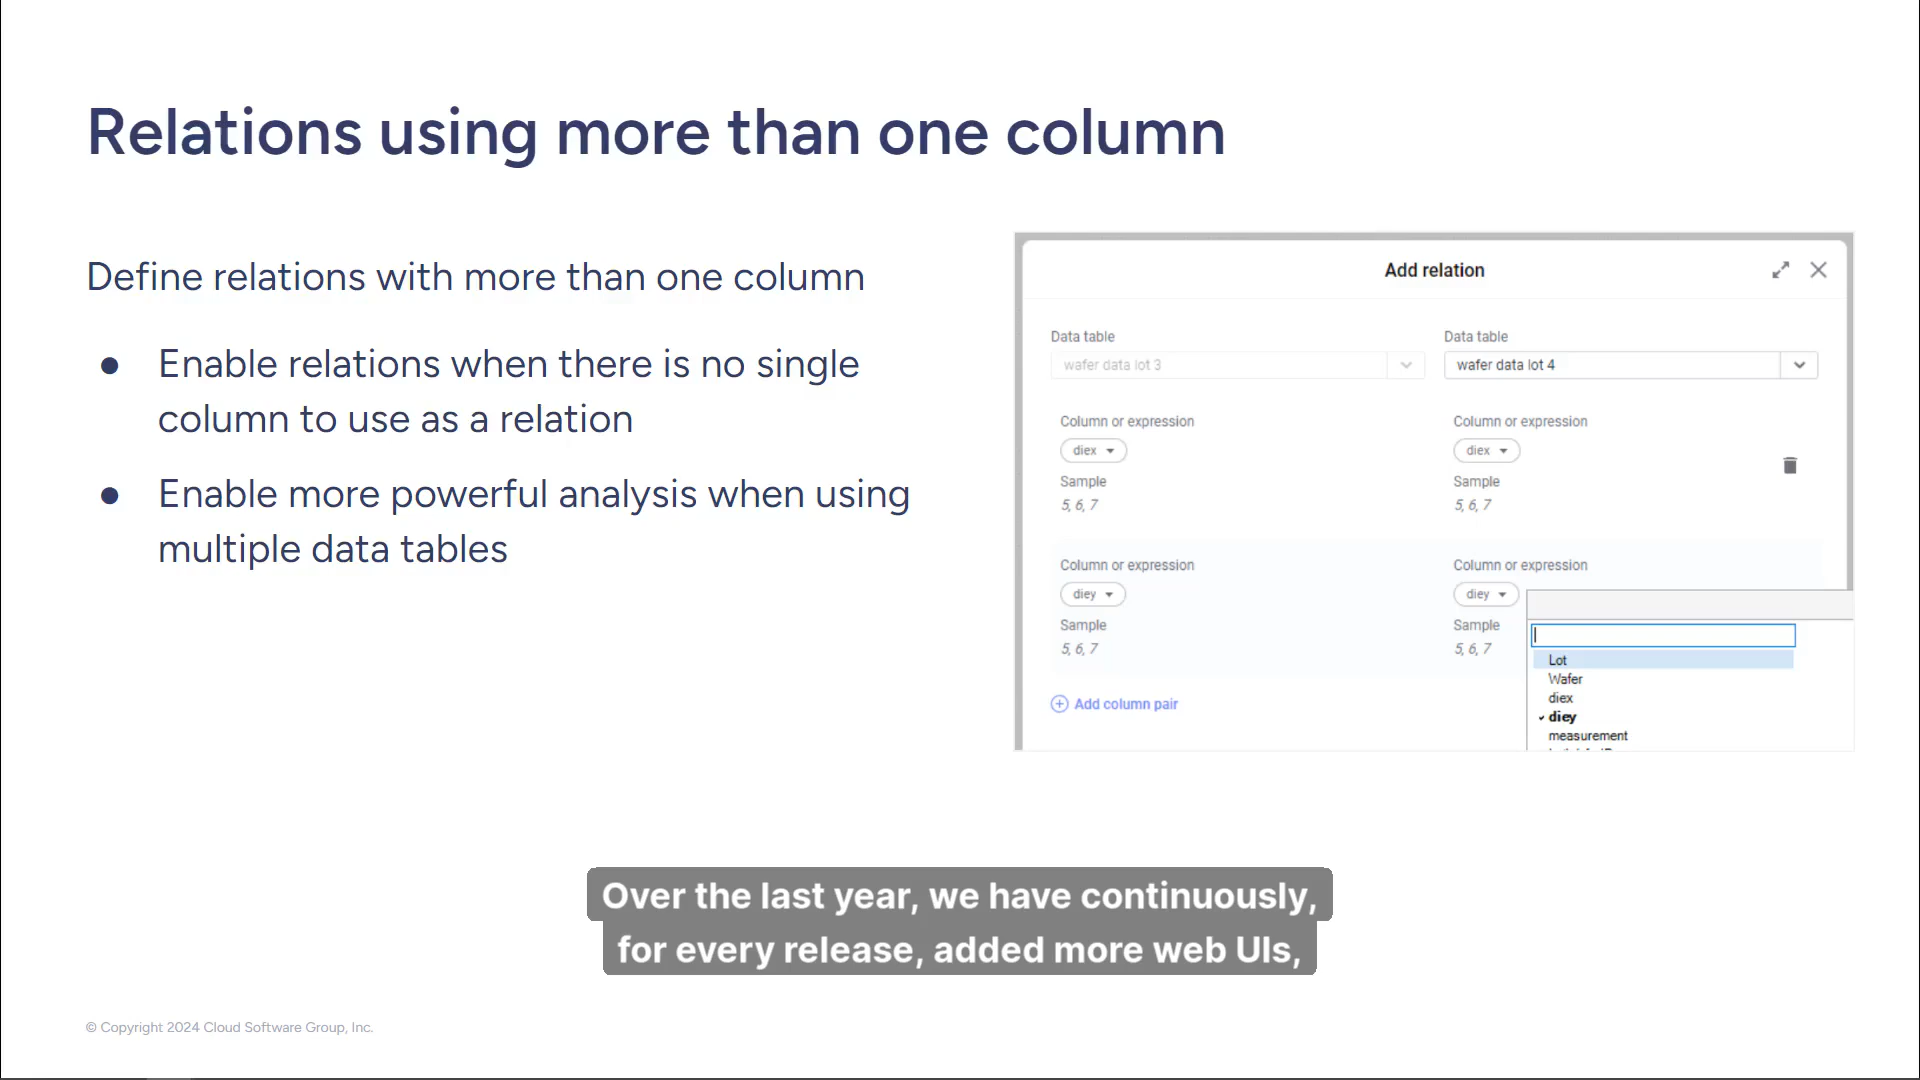 Relations using more than one column
Define relations with more than one column
● Enable relations when there is no single
column to use as a relation
● Enable more powerful analysis when using
multiple data tables
Add relation
Data table
wafer data lot 3
Data table
wafer data lot 4
Column or expression
diex
Sample
5, 6, 7
Column or expression
diex
Sample
5, 6, 7
Column or expression
diey
Sample
5, 6, 7
Column or expression
diey
Sample
5, 6, 7
Lot
Wafer
diex
diey
measurement
Add column pair
Over the last year, we have continuously,
for every release, added more web UIs,
© Copyright 2024 Cloud Software Group, Inc.